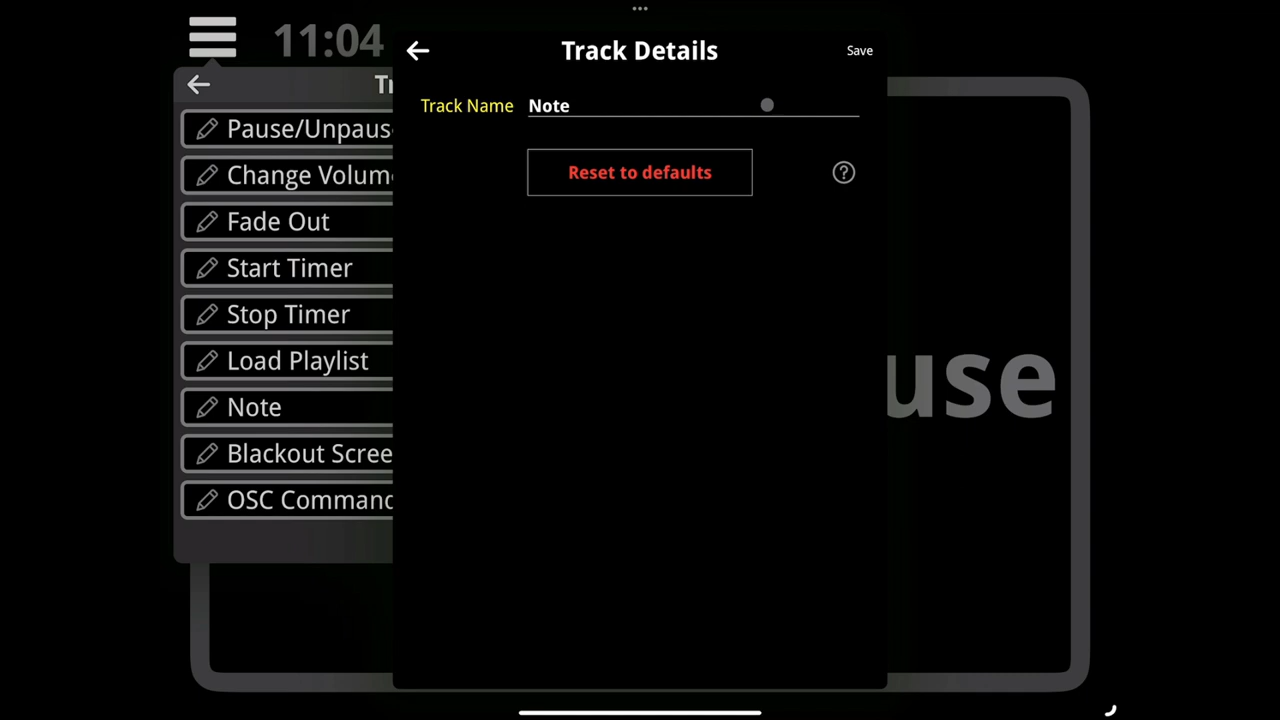 11:04
Track Details
Save
Track Name Note
Reset to defaults
Pause/Unpaus
Change Volum
Fade Out
Start Timer
Stop Timer
Load Playlist
Note
Blackout Scree
OSC Command
use